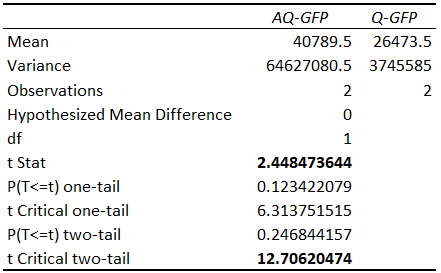 AQ-GFP Q-GFP
Mean 40789.5 26473.5
Variance 64627080.5 3745585
Observations 2 2
Hypothesized Mean Difference 0
df 1
t Stat 2.448473644
P(T<=t) one-tail 0.123422079
t Critical one-tail 6.313751515
P(T<=t) two-tail 0.246844157
t Critical two-tail 12.70620474